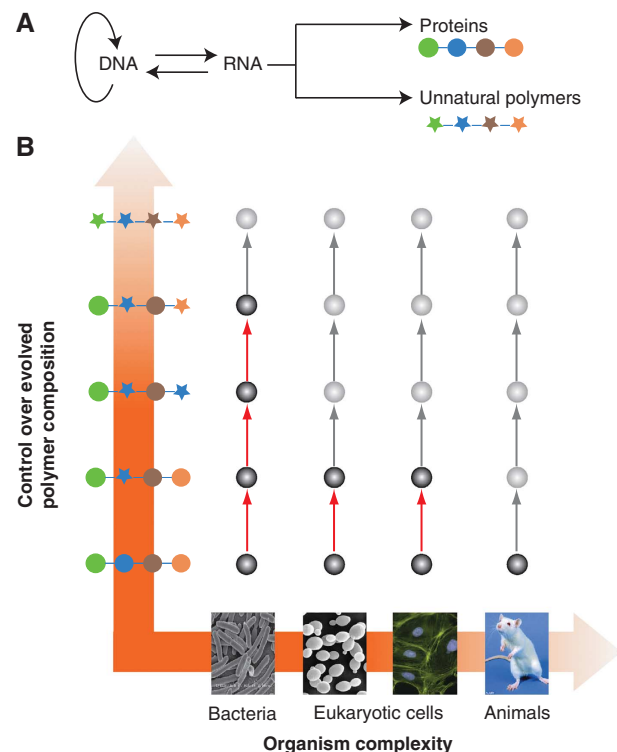 A
DNA
RNA
Proteins
Unnatural polymers
B
Control over evolved
polymer composition
Bacteria
Eukaryotic cells
Animals
Organism complexity